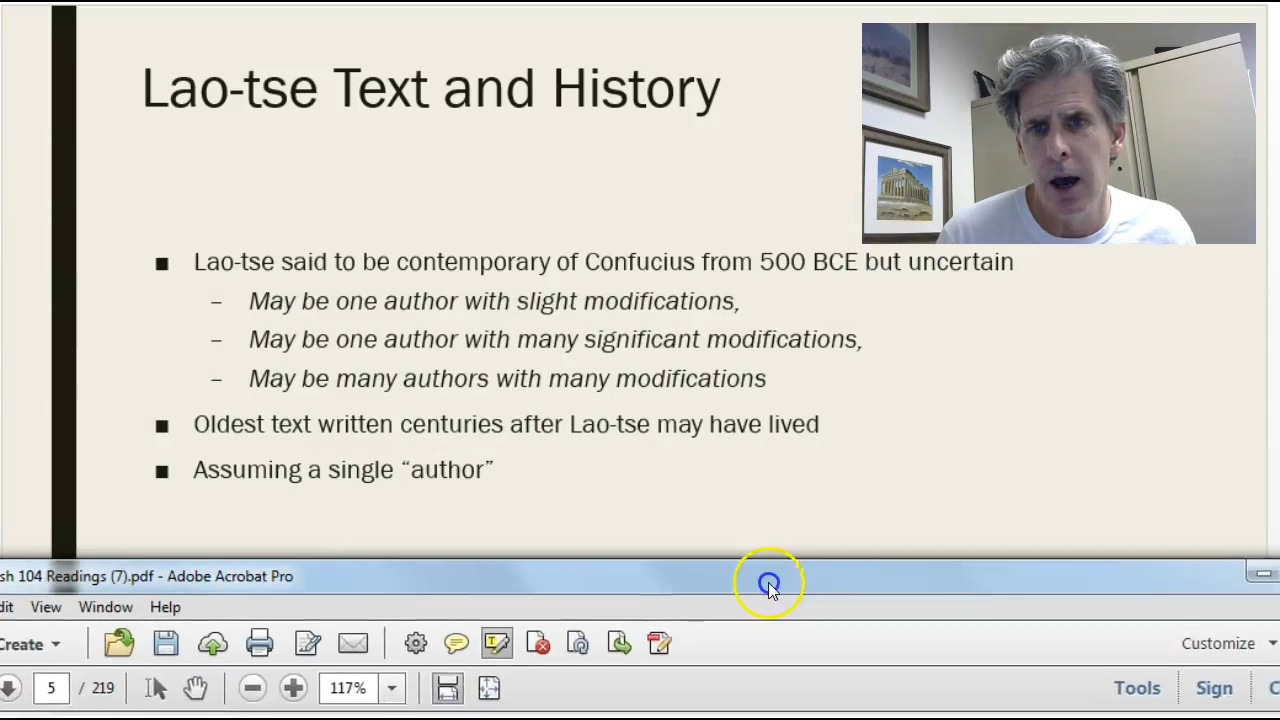 Lao-tse Text and History
Lao-tse said to be contemporary of Confucius from 500 BCE but uncertain
– May be one author with slight modifications,
– May be one author with many significant modifications,
– May be many authors with many modifications
Oldest text written centuries after Lao-tse may have lived
Assuming a single “author”
sh 104 Readings (7).pdf - Adobe Acrobat Pro
dit View Window Help
Create Customize
5 / 219 117% Tools Sign C